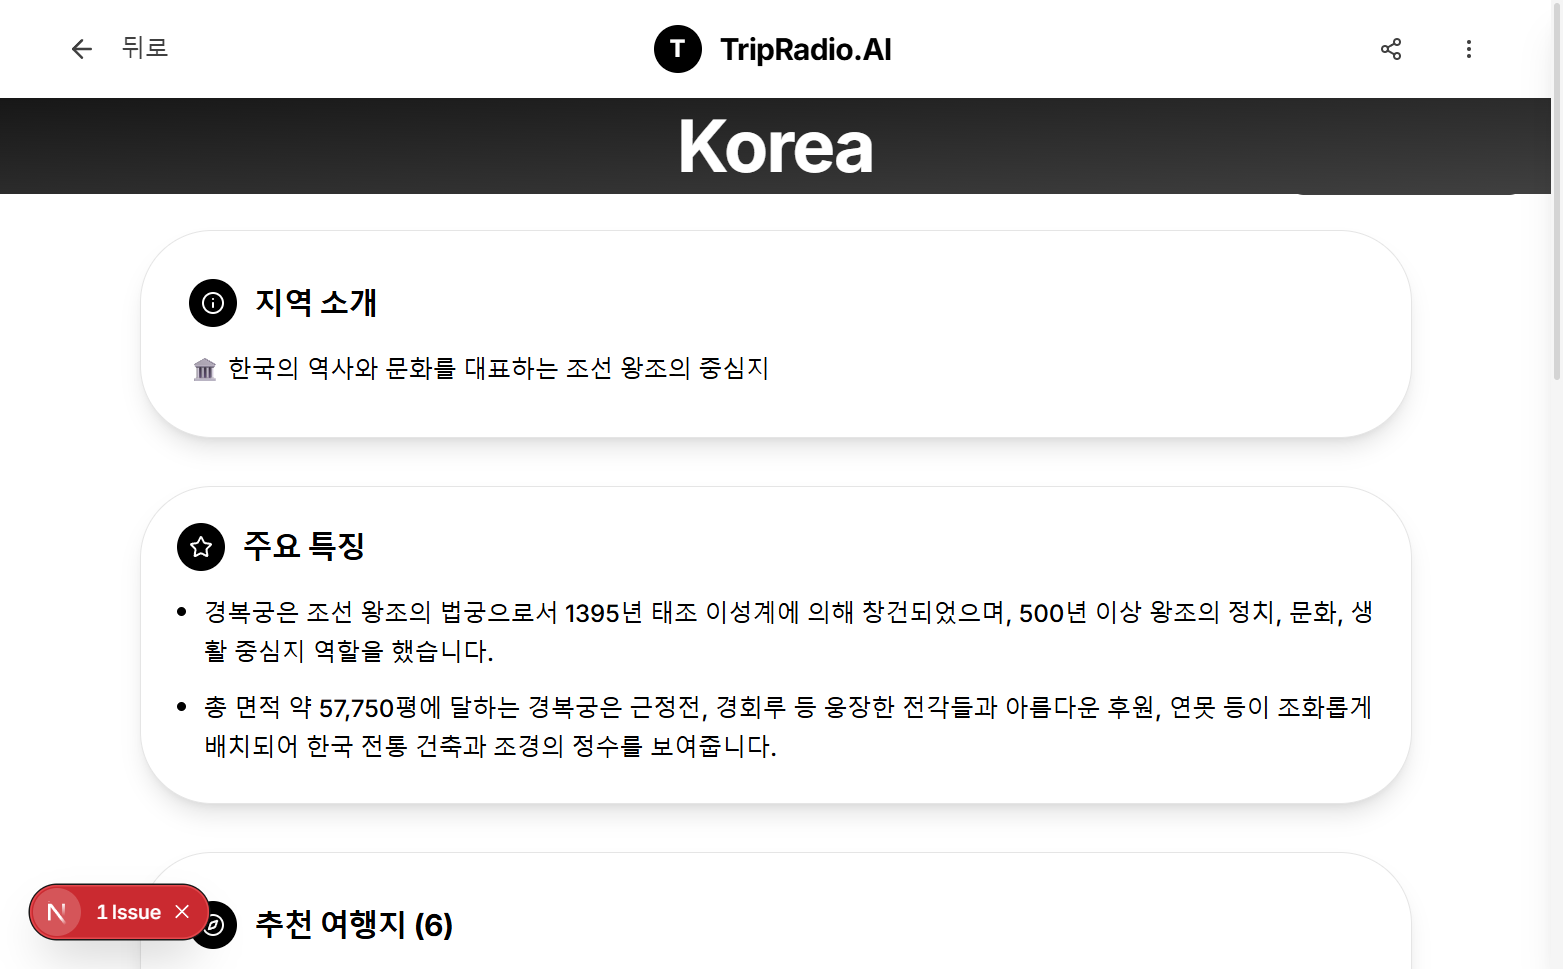 뒤로
T TripRadio.AI
Korea
지역 소개
🏛️ 한국의 역사와 문화를 대표하는 조선 왕조의 중심지
주요 특징
• 경복궁은 조선 왕조의 법궁으로서 1395년 태조 이성계에 의해 창건되었으며, 500년 이상 왕조의 정치, 문화, 생
활 중심지 역할을 했습니다.
• 총 면적 약 57,750평에 달하는 경복궁은 근정전, 경회루 등 웅장한 전각들과 아름다운 후원, 연못 등이 조화롭게
배치되어 한국 전통 건축과 조경의 정수를 보여줍니다.
추천 여행지 (6)
N 1 Issue